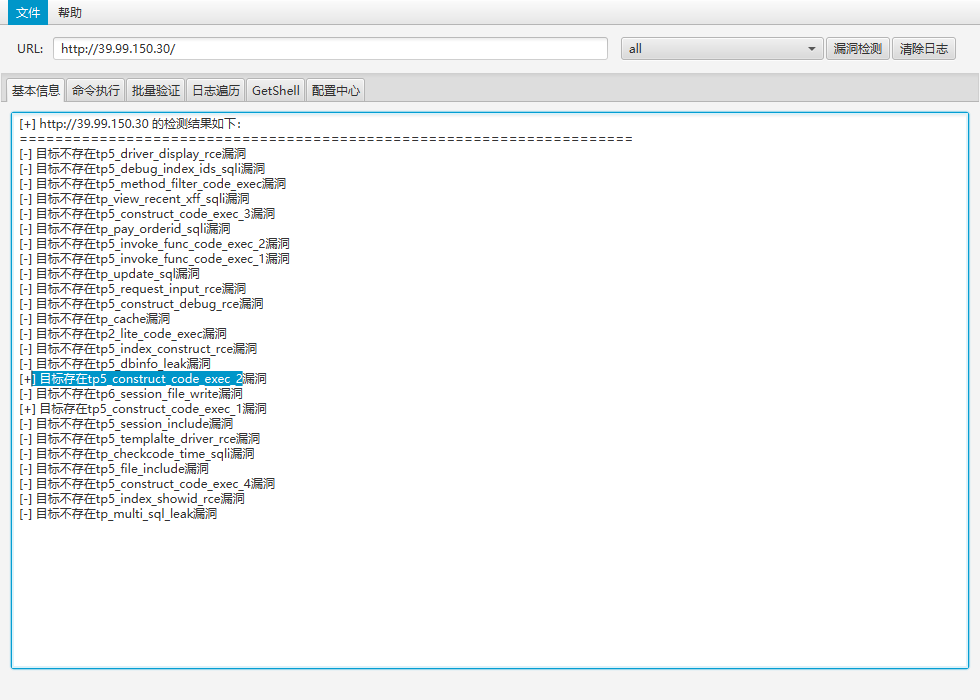 文件 帮助
URL: http://39.99.150.30/ all 漏洞检测 清除日志
基本信息 命令执行 批量验证 日志遍历 GetShell 配置中心
[+] http://39.99.150.30 的检测结果如下:
=====================================================================
[-] 目标不存在tp5_driver_display_rce漏洞
[-] 目标不存在tp5_debug_index_ids_sqli漏洞
[-] 目标不存在tp5_method_filter_code_exec漏洞
[-] 目标不存在tp_view_recent_xff_sqli漏洞
[-] 目标不存在tp5_construct_code_exec_3漏洞
[-] 目标不存在tp_pay_orderid_sqli漏洞
[-] 目标不存在tp5_invoke_func_code_exec_2漏洞
[-] 目标不存在tp5_invoke_func_code_exec_1漏洞
[-] 目标不存在tp_update_sql漏洞
[-] 目标不存在tp5_request_input_rce漏洞
[-] 目标不存在tp5_construct_debug_rce漏洞
[-] 目标不存在tp_cache漏洞
[-] 目标不存在tp2_lite_code_exec漏洞
[-] 目标不存在tp5_index_construct_rce漏洞
[-] 目标不存在tp5_dbinfo_leak漏洞
[+] 目标存在tp5_construct_code_exec_2漏洞
[-] 目标不存在tp6_session_file_write漏洞
[+] 目标存在tp5_construct_code_exec_1漏洞
[-] 目标不存在tp5_session_include漏洞
[-] 目标不存在tp5_templalte_driver_rce漏洞
[-] 目标不存在tp_checkcode_time_sqli漏洞
[-] 目标不存在tp5_file_include漏洞
[-] 目标不存在tp5_construct_code_exec_4漏洞
[-] 目标不存在tp5_index_showid_rce漏洞
[-] 目标不存在tp_multi_sql_leak漏洞